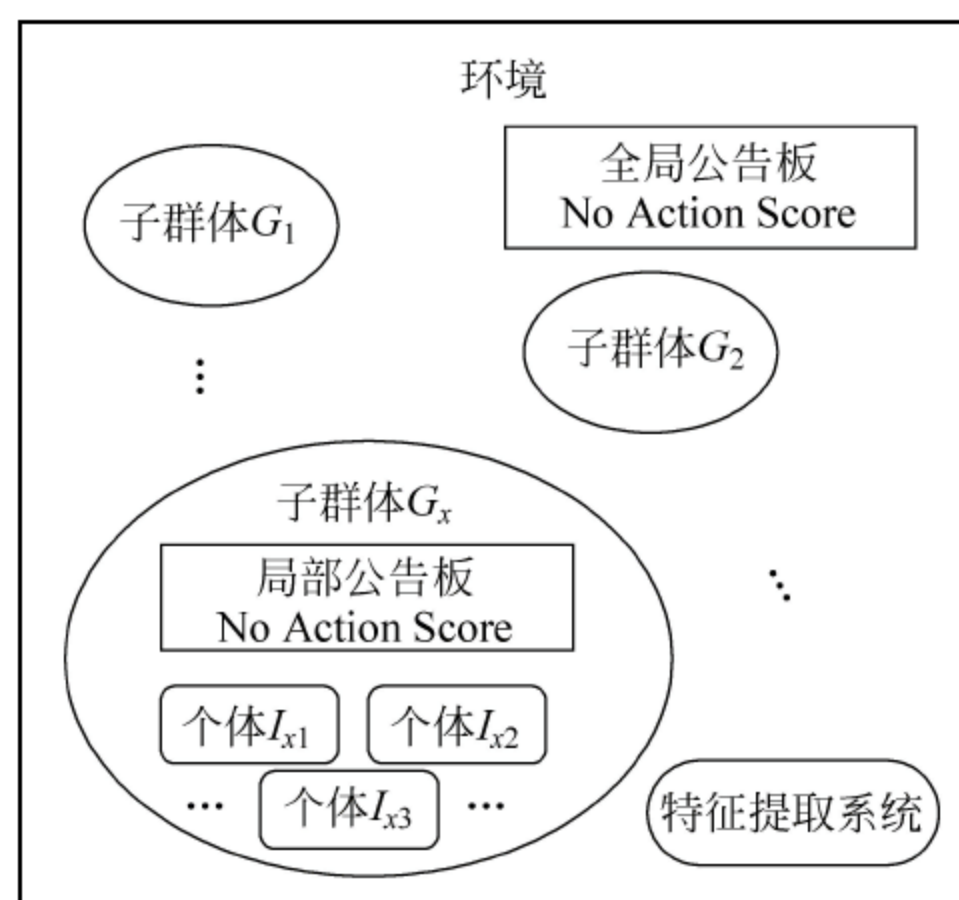 环境
全局公告板
No Action Score
子群体G1
子群体G2
⋮
子群体Gx
局部公告板
No Action Score
个体Ix1
个体Ix2
… 个体Ix3 …
特征提取系统